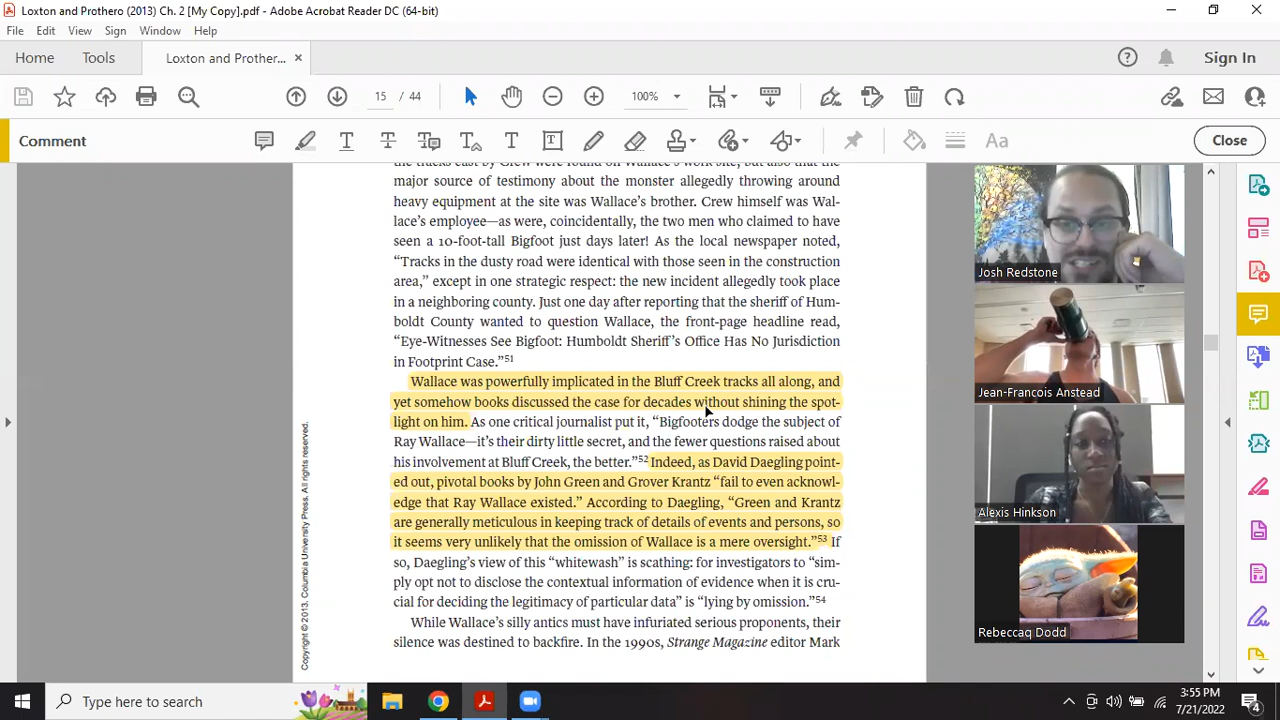 Loxton and Prothero (2013) Ch. 2 [My Copy].pdf - Adobe Acrobat Reader DC (64-bit)
File Edit View Sign Window Help
Home Tools Loxton and Prother... × Sign In
15 / 44 100%
Comment Close
the tracks cast by Crew were found on Wallace's work site, but also that the
major source of testimony about the monster allegedly throwing around
heavy equipment at the site was Wallace's brother. Crew himself was Wal-
lace's employee—as were, coincidentally, the two men who claimed to have
seen a 10-foot-tall Bigfoot just days later! As the local newspaper noted,
“Tracks in the dusty road were identical with those seen in the construction
area,” except in one strategic respect: the new incident allegedly took place
in a neighboring county. Just one day after reporting that the sheriff of Hum-
boldt County wanted to question Wallace, the front-page headline read,
“Eye-Witnesses See Bigfoot: Humboldt Sheriff's Office Has No Jurisdiction
in Footprint Case.”51
Wallace was powerfully implicated in the Bluff Creek tracks all along, and
yet somehow books discussed the case for decades without shining the spot-
light on him. As one critical journalist put it, “Bigfooters dodge the subject of
Ray Wallace—it's their dirty little secret, and the fewer questions raised about
his involvement at Bluff Creek, the better.”52 Indeed, as David Daegling point-
ed out, pivotal books by John Green and Grover Krantz “fail to even acknowl-
edge that Ray Wallace existed.” According to Daegling, “Green and Krantz
are generally meticulous in keeping track of details of events and persons, so
it seems very unlikely that the omission of Wallace is a mere oversight.”53 If
so, Daegling's view of this “whitewash” is scathing: for investigators to “sim-
ply opt not to disclose the contextual information of evidence when it is cru-
cial for deciding the legitimacy of particular data” is “lying by omission.”54
While Wallace's silly antics must have infuriated serious proponents, their
silence was destined to backfire. In the 1990s, Strange Magazine editor Mark
Copyright © 2013. Columbia University Press. All rights reserved.
Josh Redstone
Jean-Francois Anstead
Alexis Hinkson
Rebeccaq Dodd
Type here to search
3:55 PM
7/21/2022
4